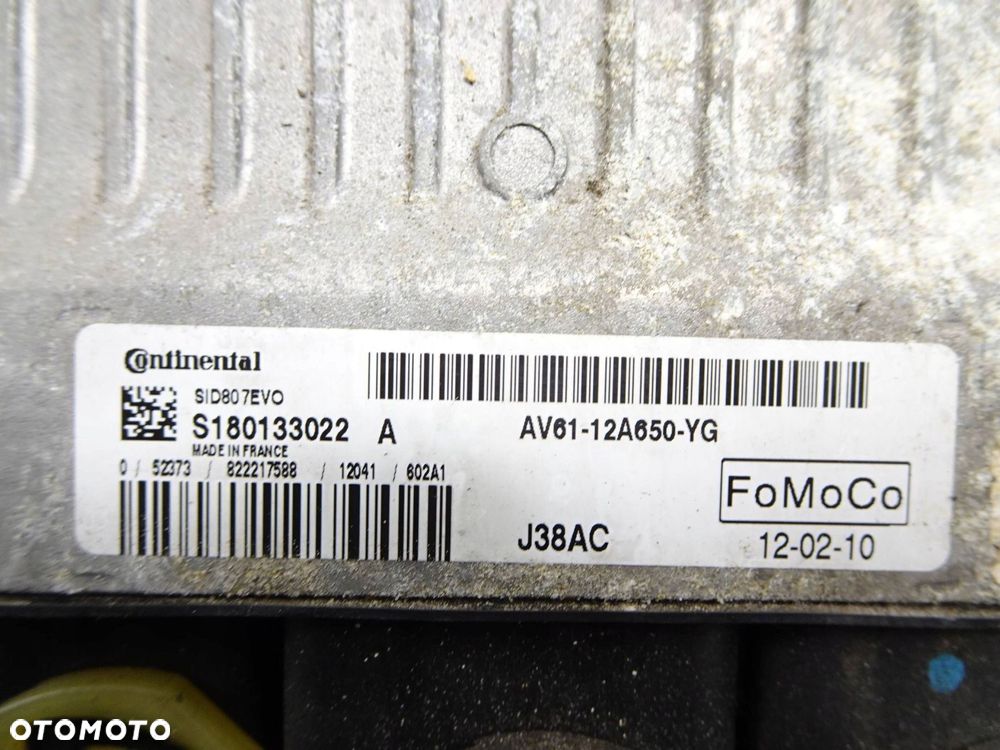 Continental
SID807EVO
S180133022 A
MADE IN FRANCE
0 / 52373 / 822217588 / 12041 / 602A1
AV61-12A650-YG
FoMoCo
J38AC
12-02-10
OTOMOTO